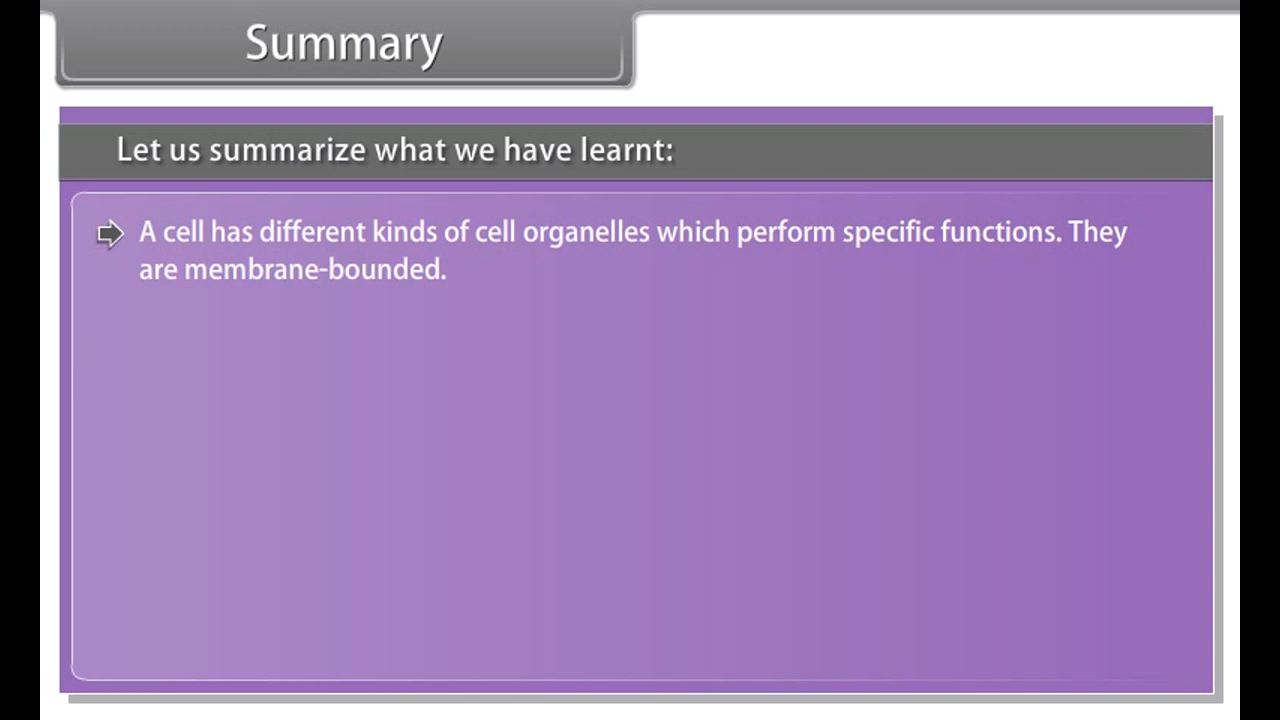 Summary
Let us summarize what we have learnt:
A cell has different kinds of cell organelles which perform specific functions. They
are membrane-bounded.